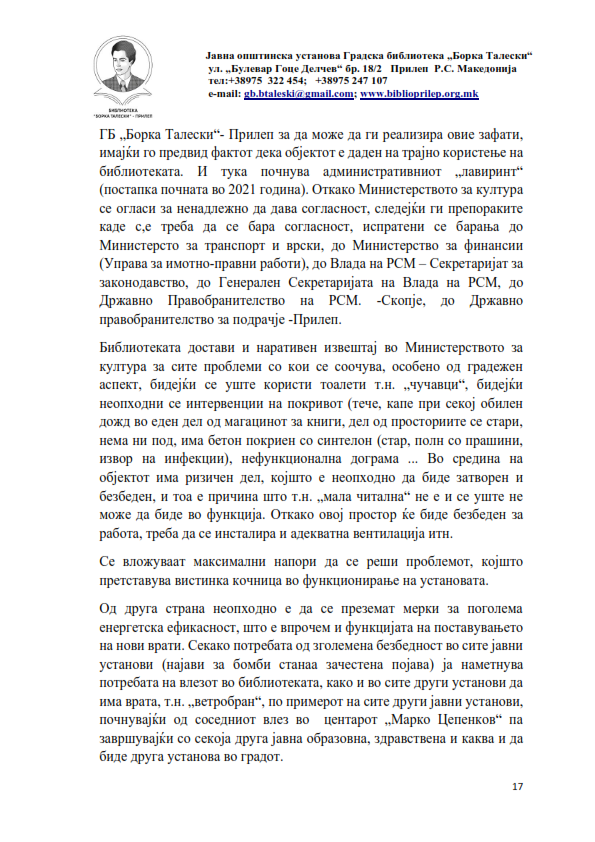 Јавна општинска установа Градска библиотека „Борка Талески“
ул. „Булевар Гоце Делчев“ бр. 18/2 Прилеп Р.С. Македонија
тел:+38975 322 454; +38975 247 107
e-mail: gb.btaleski@gmail.com; www.biblioprilep.org.mk
БИБЛИОТЕКА
"БОРКА ТАЛЕСКИ" - ПРИЛЕП
ГБ „Борка Талески“- Прилеп за да може да ги реализира овие зафати,
имајќи го предвид фактот дека објектот е даден на трајно користење на
библиотеката. И тука почнува административниот „лавиринт“
(постапка почната во 2021 година). Откако Министерството за култура
се огласи за ненадлежно да дава согласност, следејќи ги препораките
каде с,е треба да се бара согласност, испратени се барања до
Министерсто за транспорт и врски, до Министерство за финансии
(Управа за имотно-правни работи), до Влада на РСМ – Секретаријат за
законодавство, до Генерален Секретаријата на Влада на РСМ, до
Државно Правобранителство на РСМ. -Скопје, до Државно
правобранителство за подрачје -Прилеп.
Библиотеката достави и наративен извештај во Министерството за
култура за сите проблеми со кои се соочува, особено од градежен
аспект, бидејќи се уште користи тоалети т.н. „чучавци“, бидејќи
неопходни се интервенции на покривот (тече, капе при секој обилен
дожд во еден дел од магацинот за книги, дел од просториите се стари,
нема ни под, има бетон покриен со синтелон (стар, полн со прашини,
извор на инфекции), нефункционална дограма ... Во средина на
објектот има ризичен дел, којшто е неопходно да биде затворен и
безбеден, и тоа е причина што т.н. „мала читална“ не е и се уште не
може да биде во функција. Откако овој простор ќе биде безбеден за
работа, треба да се инсталира и адекватна вентилација итн.
Се вложуваат максимални напори да се реши проблемот, којшто
претставува вистинка кочница во функционирање на установата.
Од друга страна неопходно е да се преземат мерки за поголема
енергетска ефикасност, што е впрочем и функцијата на поставувањето
на нови врати. Секако потребата од зголемена безбедност во сите јавни
установи (најави за бомби станаа зачестена појава) ја наметнува
потребата на влезот во библиотеката, како и во сите други установи да
има врата, т.н. „ветробран“, по примерот на сите други јавни установи,
почнувајќи од соседниот влез во центарот „Марко Цепенков“ па
завршувајќи со секоја друга јавна образовна, здравствена и каква и да
биде друга установа во градот.
17